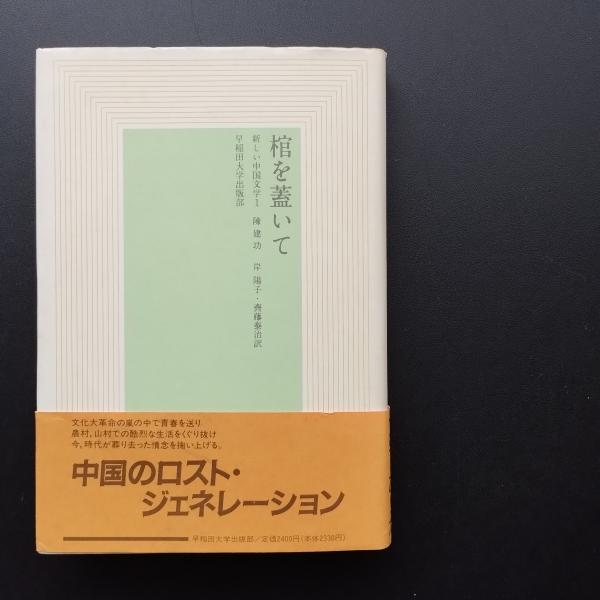 棺を蓋いて
新しい中国文学1 陳建功 岸陽子・齊藤泰治訳
早稲田大学出版部
文化大革命の嵐の中で青春を送り
農村,山村での酷烈な生活をくぐり抜け
今,時代が葬り去った情念を掬い上げる。
中国のロスト・
ジェネレーション
早稲田大学出版部/定価2400円(本体2330円)